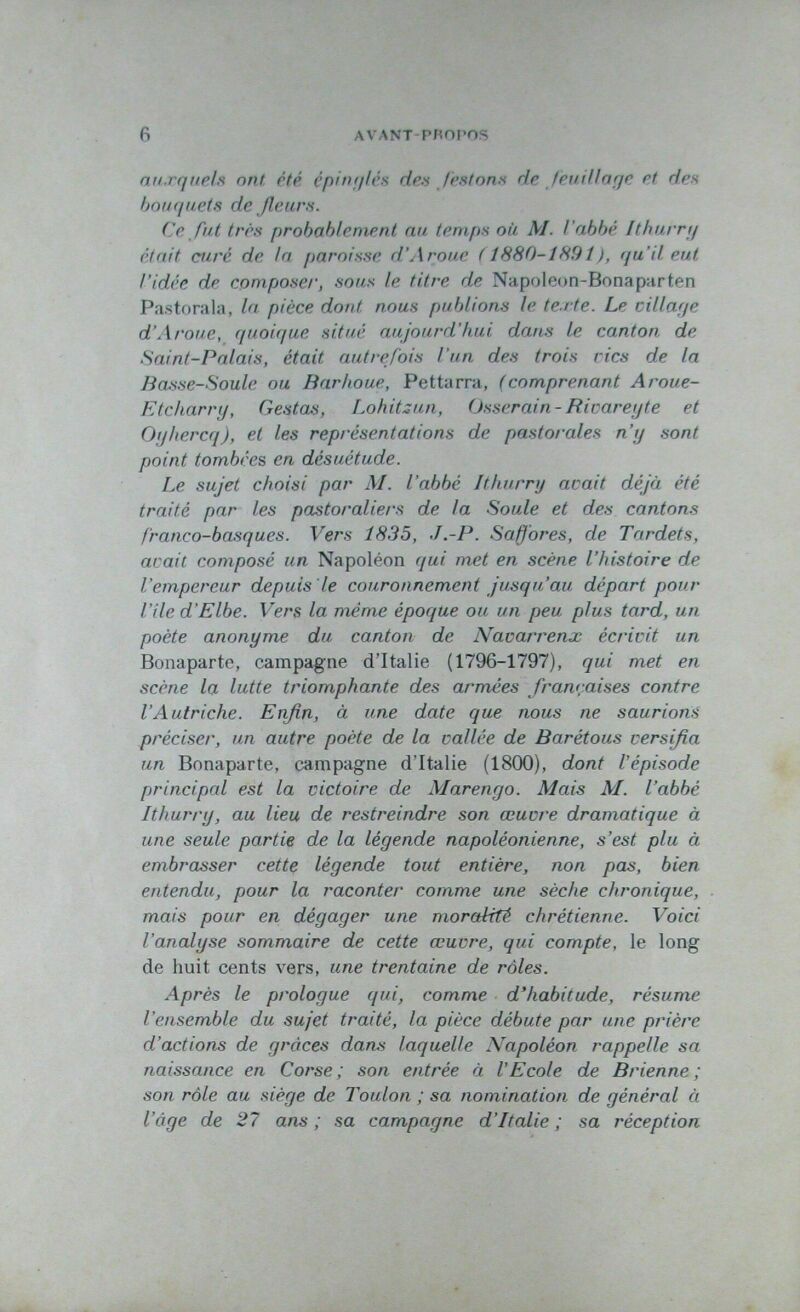 6 AVANT-PROPOS
auxquels ont été épinglés des festons de feuillage et des
bouquets de fleurs.
Ce fut très probablement au temps où M. l'abbé Ithurry
était curé de la paroisse d'Aroue (1880-1891), qu'il eut
l'idée de composer, sous le titre de Napoleon-Bonaparten
Pastorala, la pièce dont nous publions le texte. Le village
d'Aroue, quoique situé aujourd'hui dans le canton de
Saint-Palais, était autrefois l'un des trois vics de la
Basse-Soule ou Barhoue, Pettarra, (comprenant Aroue-
Etcharry, Gestas, Lohitzun, Osserain-Rivareyte et
Oyhercq), et les représentations de pastorales n'y sont
point tombées en désuétude.
Le sujet choisi par M. l'abbé Ithurry avait déjà été
traité par les pastoraliers de la Soule et des cantons
franco-basques. Vers 1835, J.-P. Saffores, de Tardets,
avait composé un Napoléon qui met en scène l'histoire de
l'empereur depuis le couronnement jusqu'au départ pour
l'île d'Elbe. Vers la même époque ou un peu plus tard, un
poète anonyme du canton de Navarrenx écrivit un
Bonaparte, campagne d'Italie (1796-1797), qui met en
scène la lutte triomphante des armées françaises contre
l'Autriche. Enfin, à une date que nous ne saurions
préciser, un autre poète de la vallée de Barétous versifia
un Bonaparte, campagne d'Italie (1800), dont l'épisode
principal est la victoire de Marengo. Mais M. l'abbé
Ithurry, au lieu de restreindre son œuvre dramatique à
une seule partie de la légende napoléonienne, s'est plu à
embrasser cette légende tout entière, non pas, bien
entendu, pour la raconter comme une sèche chronique,
mais pour en dégager une moralité chrétienne. Voici
l'analyse sommaire de cette œuvre, qui compte, le long
de huit cents vers, une trentaine de rôles.
Après le prologue qui, comme d'habitude, résume
l'ensemble du sujet traité, la pièce débute par une prière
d'actions de grâces dans laquelle Napoléon rappelle sa
naissance en Corse ; son entrée à l'Ecole de Brienne ;
son rôle au siège de Toulon ; sa nomination de général à
l'âge de 27 ans ; sa campagne d'Italie ; sa réception